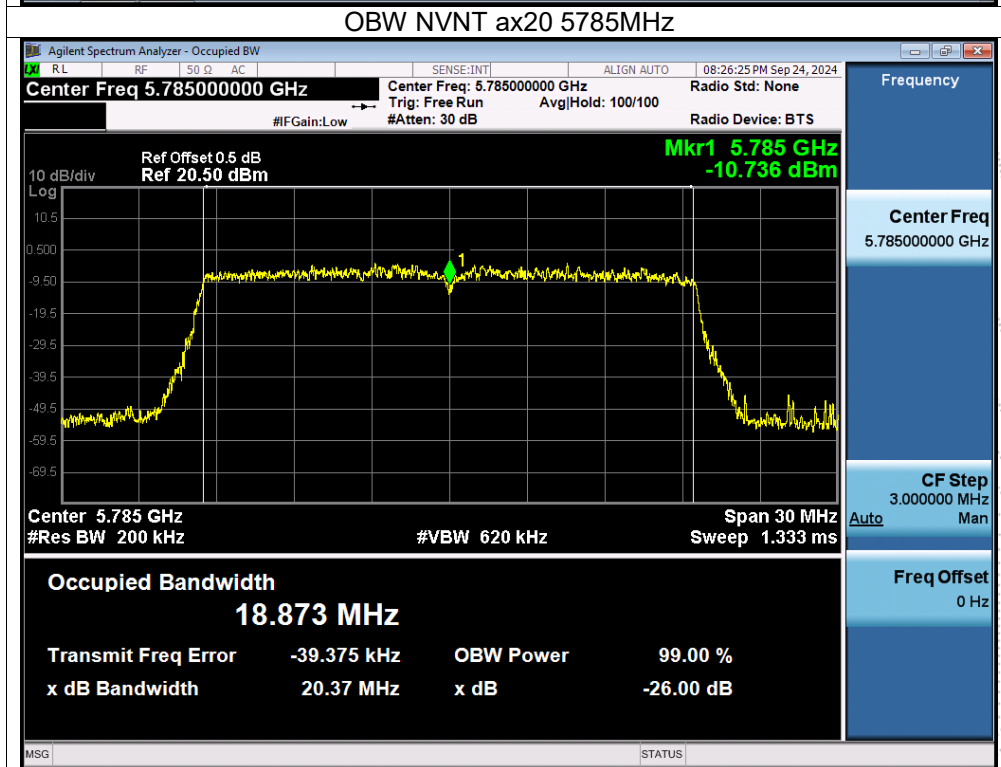 OBW NVNT ax20 5785MHz
Agilent Spectrum Analyzer - Occupied BW
LXI RL RF 50 Ω AC SENSE:INT ALIGN AUTO 08:26:25 PM Sep 24, 2024
Center Freq 5.785000000 GHz
Center Freq: 5.785000000 GHz Radio Std: None
Trig: Free Run Avg|Hold: 100/100
#IFGain:Low #Atten: 30 dB Radio Device: BTS
Frequency
Mkr1 5.785 GHz
-10.736 dBm
Ref Offset 0.5 dB
10 dB/div Ref 20.50 dBm
Log
10.5
0.500
-9.50
-19.5
-29.5
-39.5
-49.5
-59.5
-69.5
1
Center Freq
5.785000000 GHz
CF Step
3.000000 MHz
Auto Man
Freq Offset
0 Hz
Center 5.785 GHz Span 30 MHz
#Res BW 200 kHz #VBW 620 kHz Sweep 1.333 ms
Occupied Bandwidth
18.873 MHz
Transmit Freq Error -39.375 kHz OBW Power 99.00 %
x dB Bandwidth 20.37 MHz x dB -26.00 dB
MSG STATUS